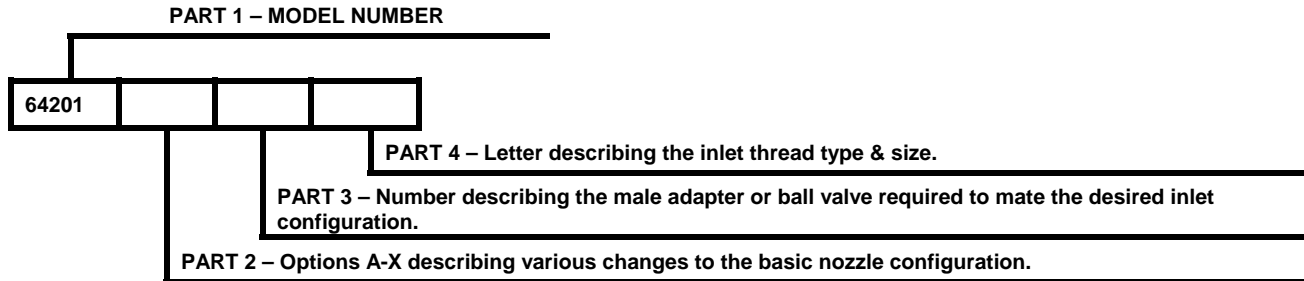 PART 1 – MODEL NUMBER
64201
PART 4 – Letter describing the inlet thread type & size.
PART 3 – Number describing the male adapter or ball valve required to mate the desired inlet
configuration.
PART 2 – Options A-X describing various changes to the basic nozzle configuration.